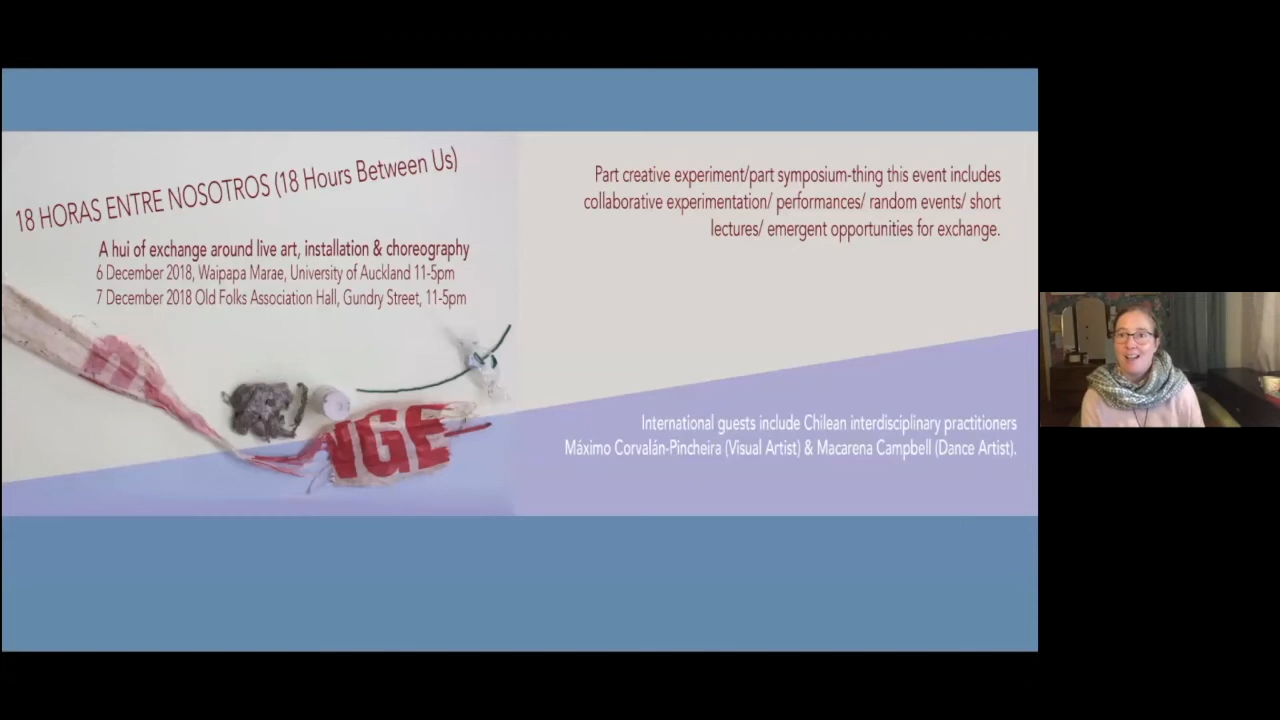 18 HORAS ENTRE NOSOTROS (18 Hours Between Us)
A hui of exchange around live art, installation & choreography
6 December 2018, Waipapa Marae, University of Auckland 11-5pm
7 December 2018 Old Folks Association Hall, Gundry Street, 11-5pm
NGE
Part creative experiment/part symposium-thing this event includes
collaborative experimentation/ performances/ random events/ short
lectures/ emergent opportunities for exchange.
International guests include Chilean interdisciplinary practitioners
Máximo Corvalán-Pincheira (Visual Artist) & Macarena Campbell (Dance Artist).